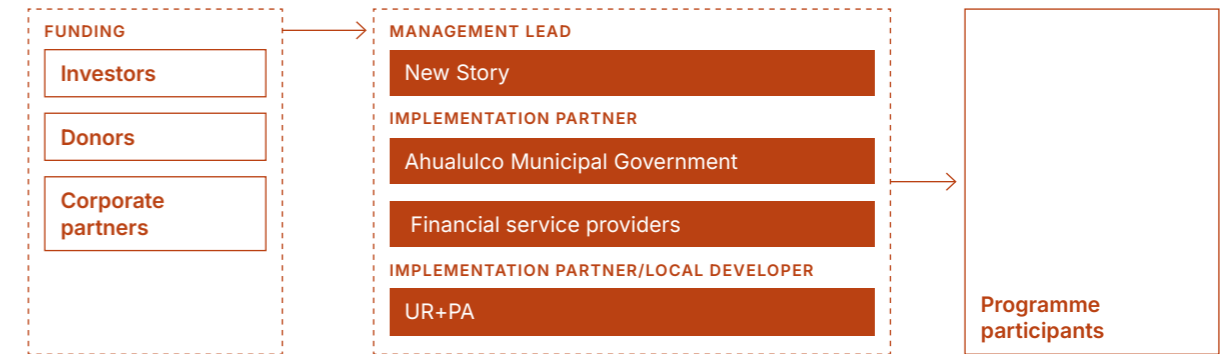 FUNDING
Investors
Donors
Corporate
partners
MANAGEMENT LEAD
New Story
IMPLEMENTATION PARTNER
Ahualulco Municipal Government
Financial service providers
IMPLEMENTATION PARTNER/LOCAL DEVELOPER
UR+PA
Programme
participants